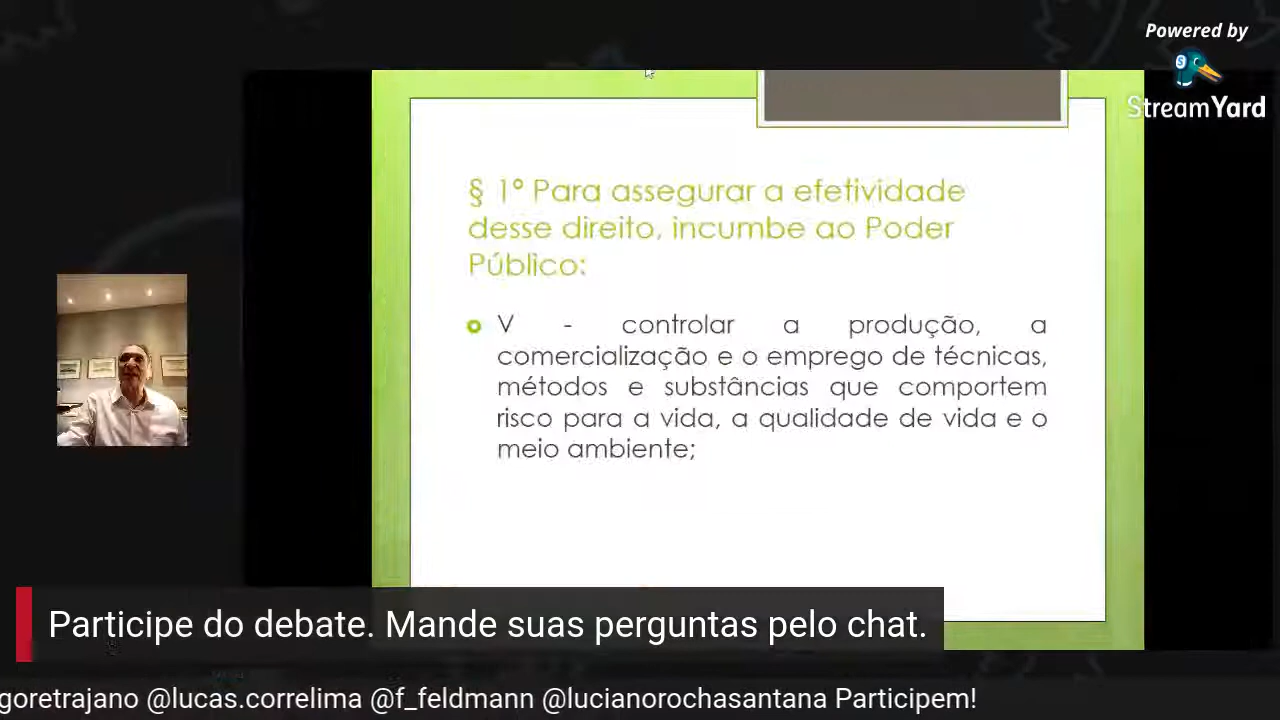 Powered by
StreamYard
§ 1º Para assegurar a efetividade
desse direito, incumbe ao Poder
Público:
V - controlar a produção, a
comercialização e o emprego de técnicas,
métodos e substâncias que comportem
risco para a vida, a qualidade de vida e o
meio ambiente;
Participe do debate. Mande suas perguntas pelo chat.
goretrajano @lucas.correlima @f_feldmann @lucianorochasantana Participem!